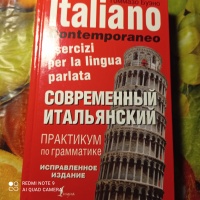 Italiano
Contemporaneo
esercizi
per la lingua
parlata
СОВРЕМЕННЫЙ
ИТАЛЬЯНСКИЙ
ПРАКТИКУМ
по грамматике
ИСПРАВЛЕННОЕ
ИЗДАНИЕ
REDMI NOTE 9
AI QUAD CAMERA